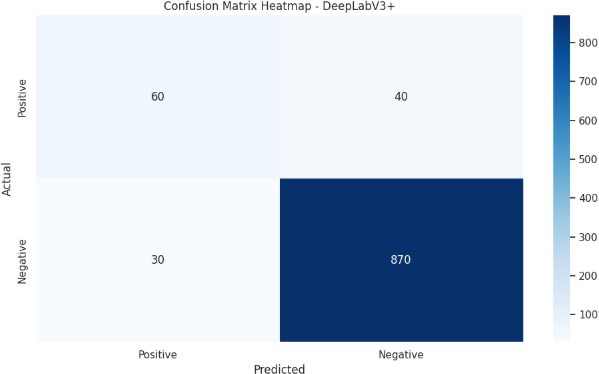 Confusion Matrix Heatmap - DeepLabV3+
Actual
Positive
60
40
Negative
30
870
Positive
Negative
Predicted
800
700
600
500
400
300
200
100